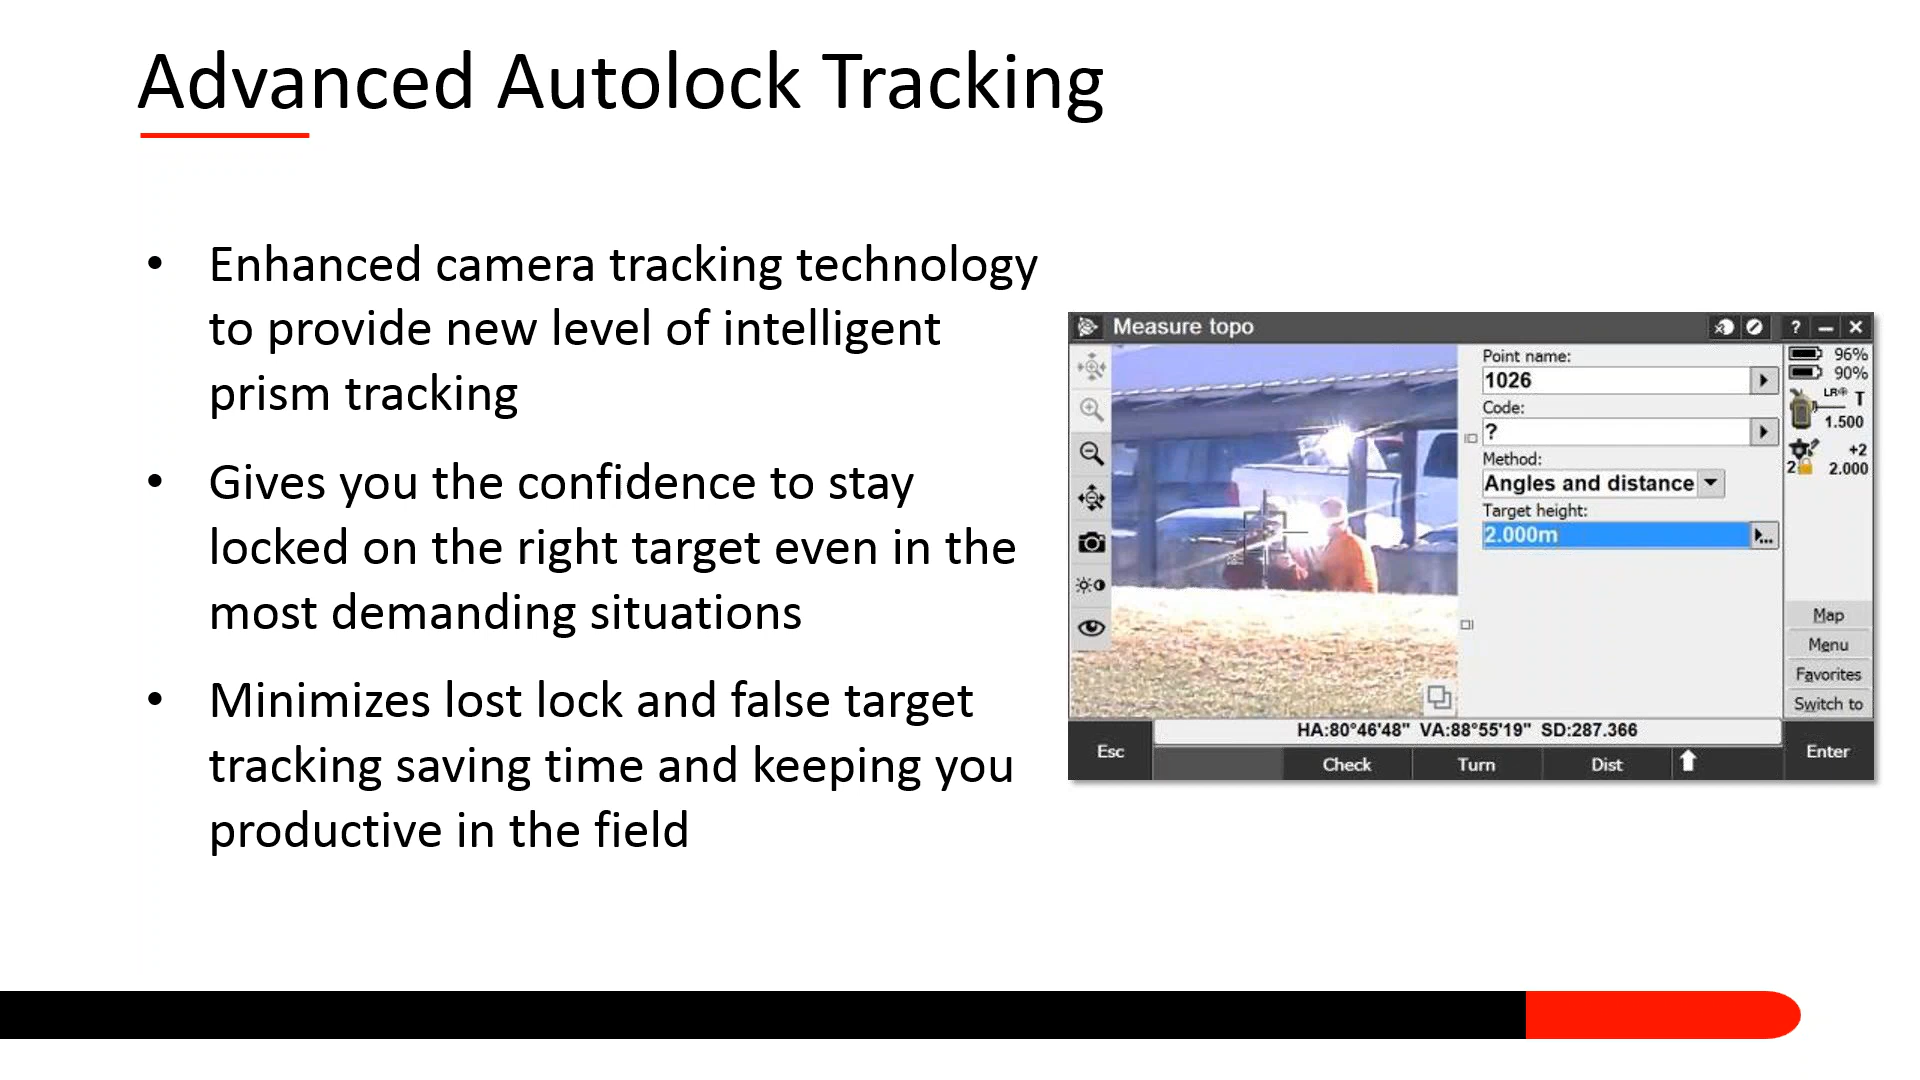 Advanced Autolock Tracking
• Enhanced camera tracking technology
to provide new level of intelligent
prism tracking
• Gives you the confidence to stay
locked on the right target even in the
most demanding situations
• Minimizes lost lock and false target
tracking saving time and keeping you
productive in the field
Measure topo
?
Point name:
1026
Code:
?
Method:
Angles and distance
Target height:
2.000m
...
96%
90%
LR
T
1.500
+2
2
2.000
Map
Menu
Favorites
Switch to
HA:80°46'48" VA:88°55'19" SD:287.366
Esc
Check
Turn
Dist
Enter